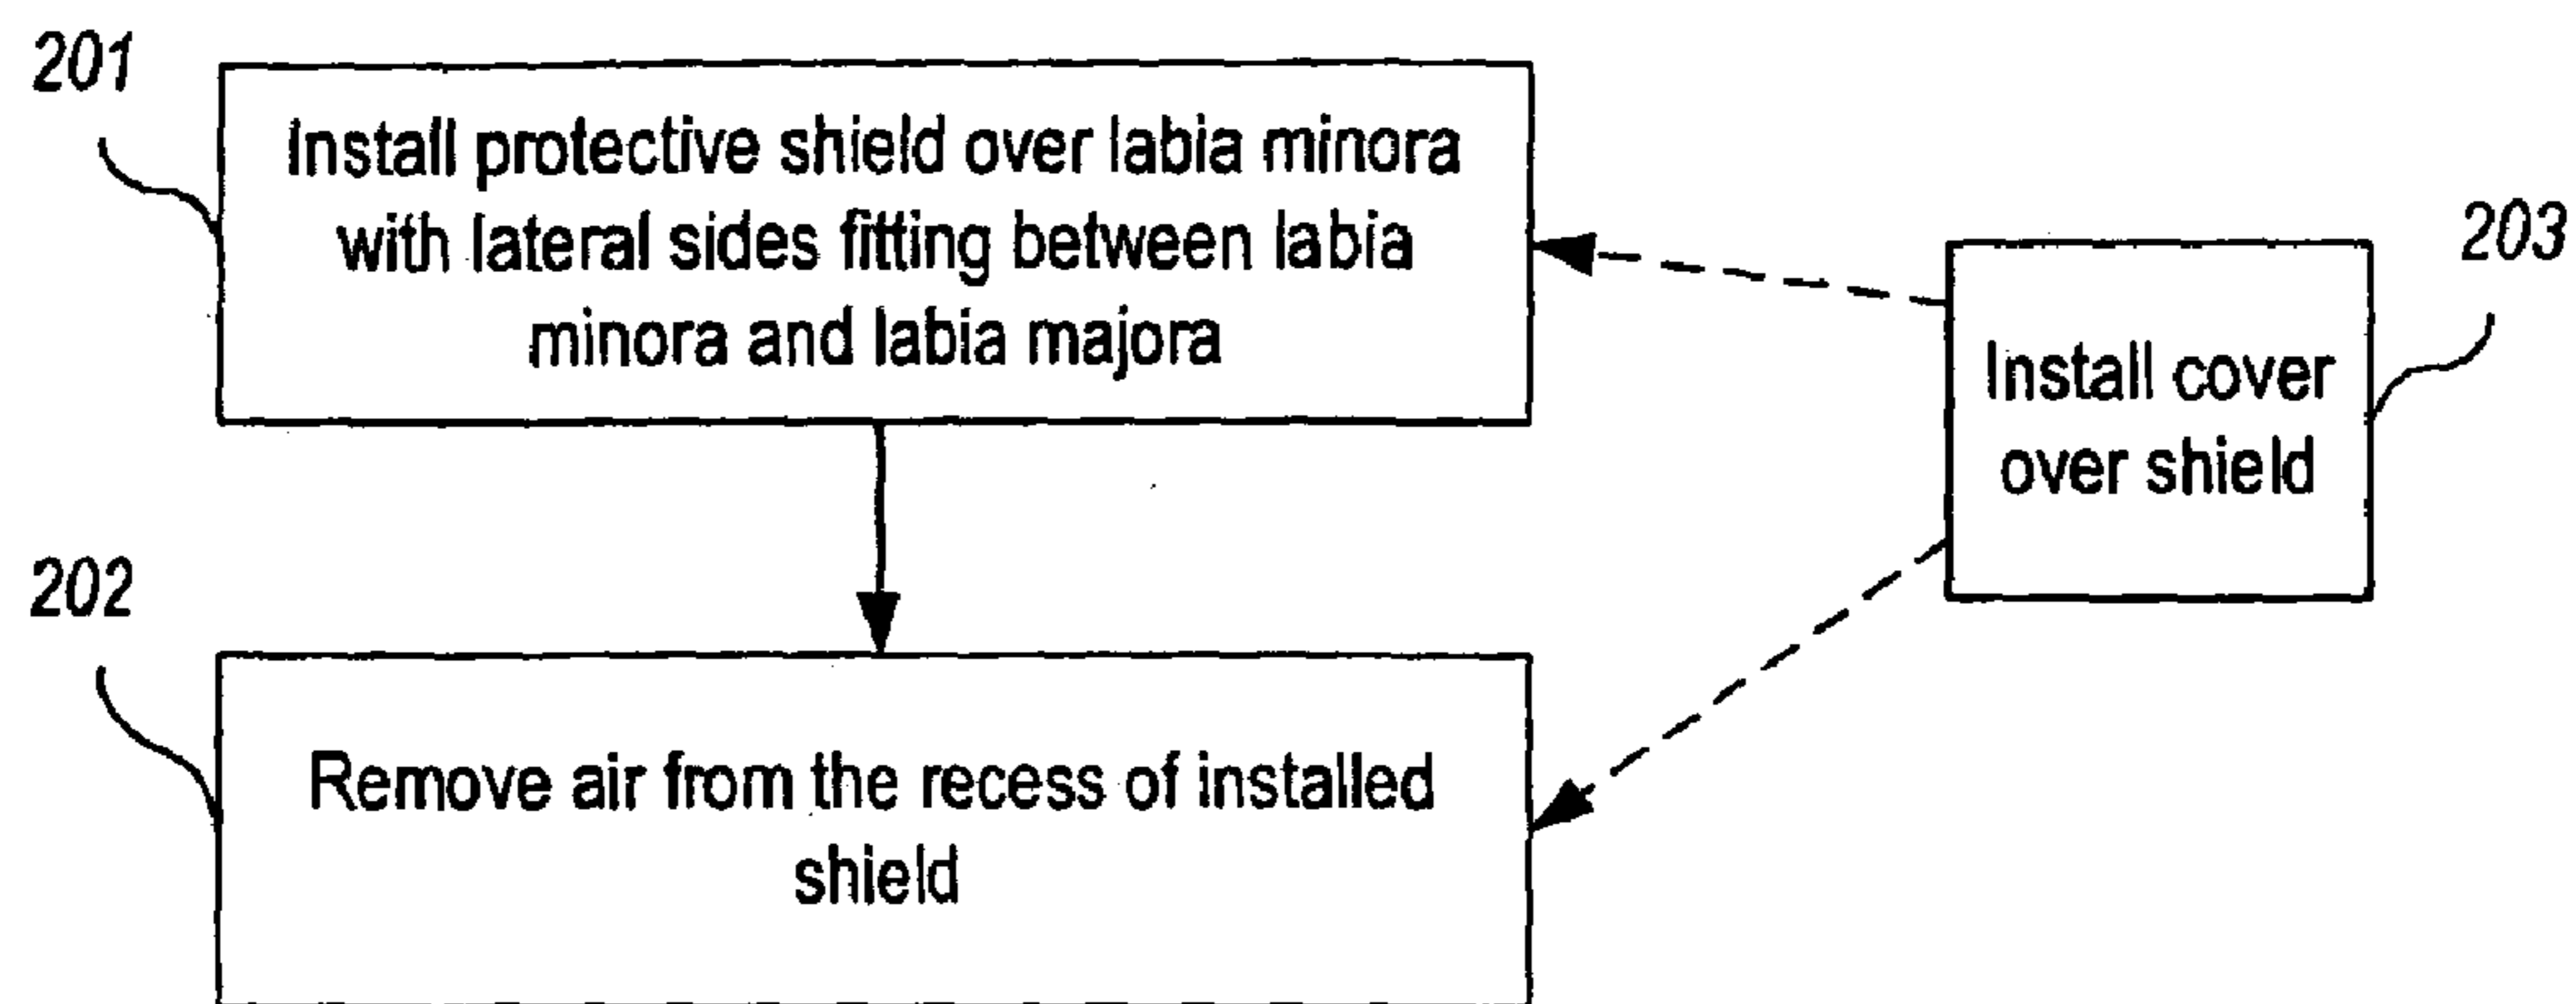 201
Install protective shield over labia minora
with lateral sides fitting between labia
minora and labia majora
203
Install cover
over shield
202
Remove air from the recess of installed
shield